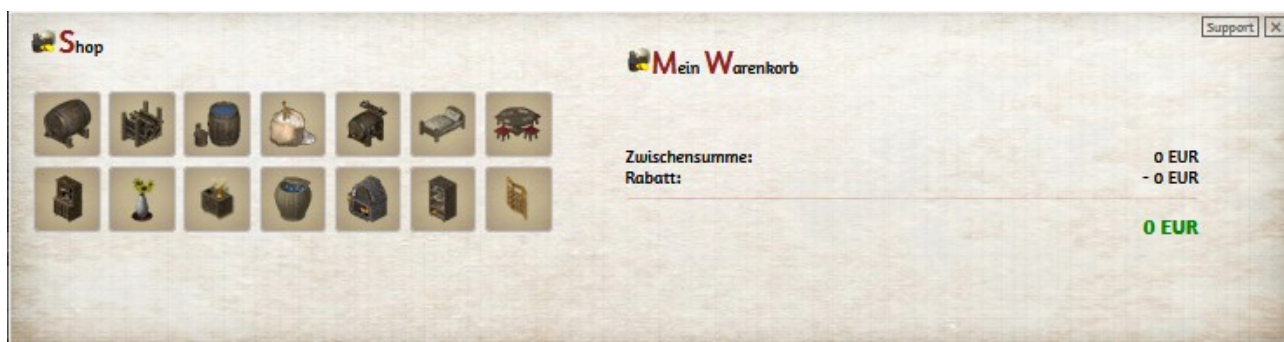 Shop
Support
X
Mein Warenkorb
Zwischensumme: 0 EUR
Rabatt: - 0 EUR
0 EUR